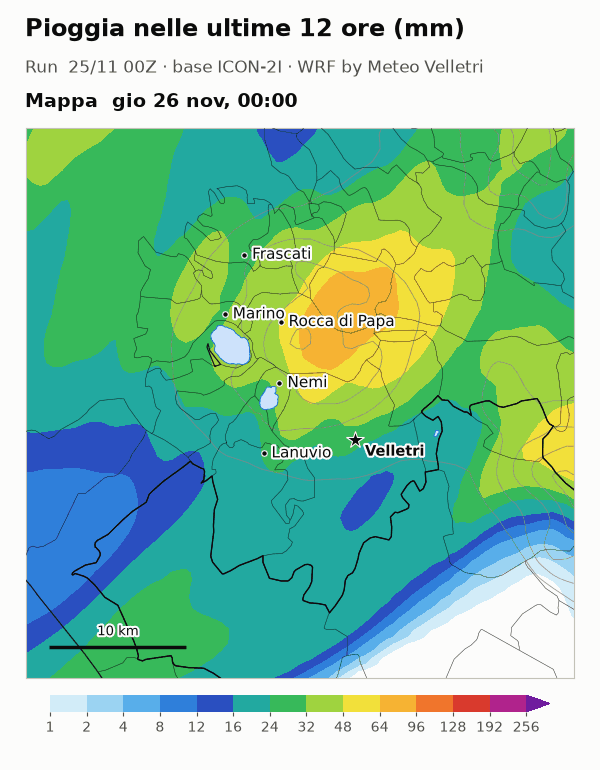 Pioggia nelle ultime 12 ore (mm)
Run  25/11 00Z · base ICON-2I · WRF by Meteo Velletri
Mappa  gio 26 nov, 00:00
Frascati
Marino
Rocca di Papa
Nemi
Velletri
Lanuvio
10 km
1 2 4 8 12 16 24 32 48 64 96 128 192 256